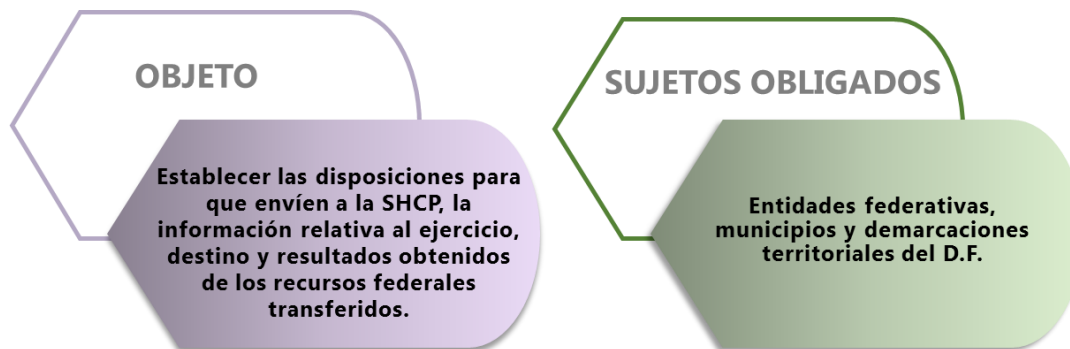 OBJETO
Establecer las disposiciones para
que envíen a la SHCP, la
información relativa al ejercicio,
destino y resultados obtenidos
de los recursos federales
transferidos.
SUJETOS OBLIGADOS
Entidades federativas,
municipios y demarcaciones
territoriales del D.F.